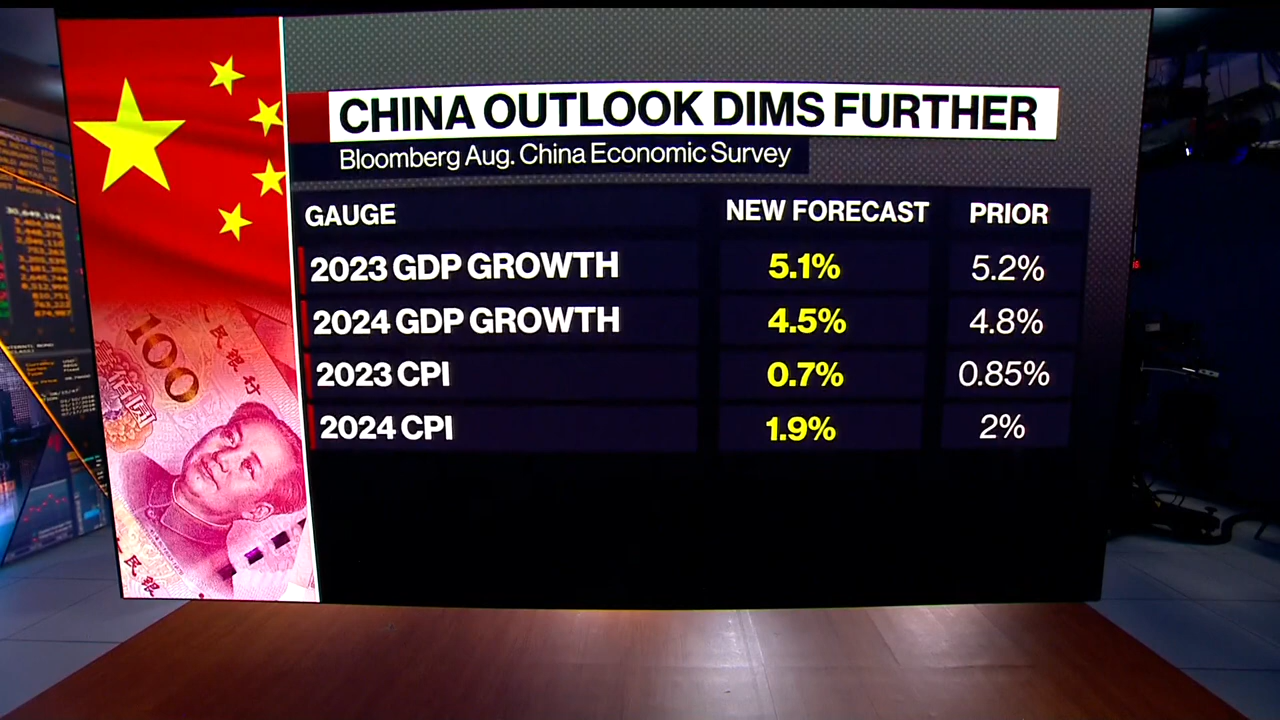 CHINA OUTLOOK DIMS FURTHER
Bloomberg Aug. China Economic Survey
GAUGE NEW FORECAST PRIOR
2023 GDP GROWTH 5.1% 5.2%
2024 GDP GROWTH 4.5% 4.8%
2023 CPI 0.7% 0.85%
2024 CPI 1.9% 2%
100